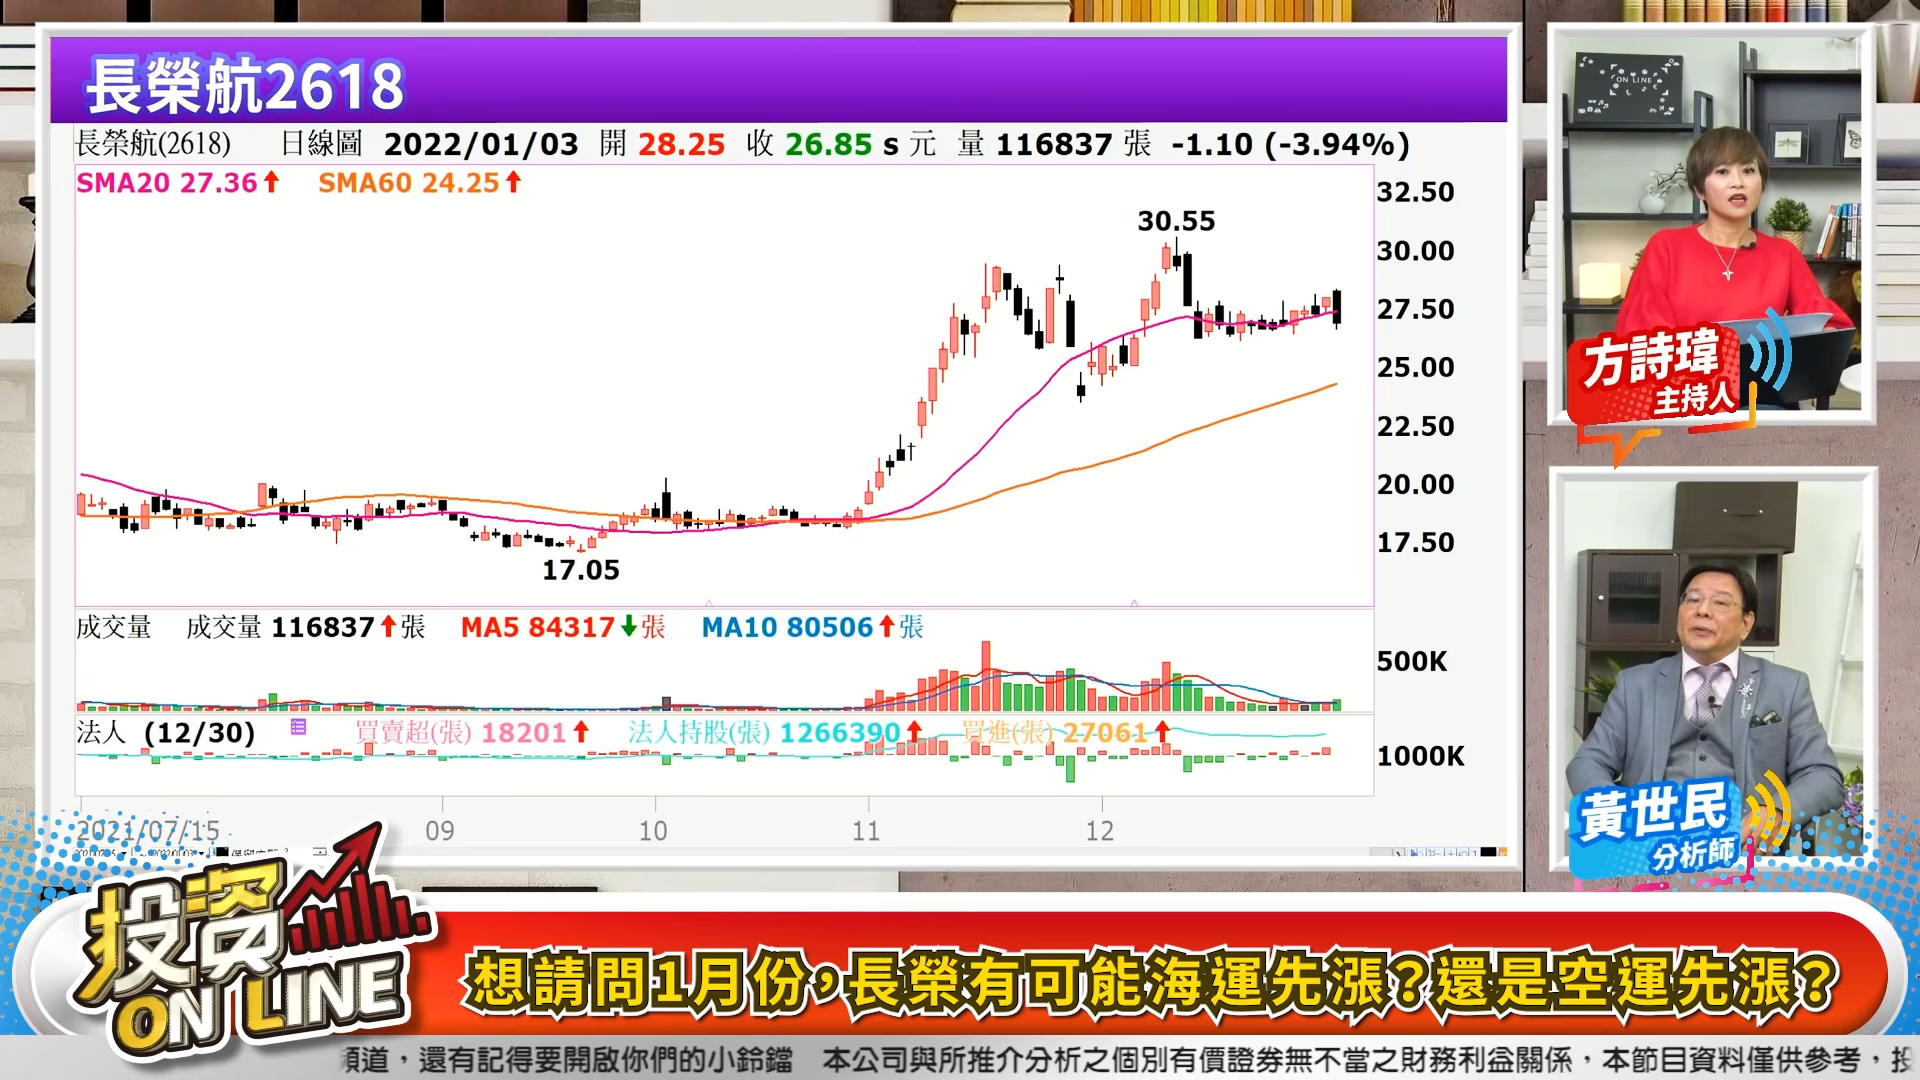 長榮航2618
長榮航(2618) 日線圖 2022/01/03 開 28.25 收 26.85 s 元 量 116837 張 -1.10 (-3.94%)
SMA20 27.36↑ SMA60 24.25↑
32.50
30.55
30.00
27.50
25.00
22.50
20.00
17.50
17.05
成交量 成交量 116837↑張 MA5 84317↓張 MA10 80506↑張
500K
法人 (12/30) 買賣超(張) 18201↑ 法人持股(張) 1266390↑ 買進(張) 27061↑
1000K
2021/07/15 09 10 11 12
ON LINE
方詩瑋
主持人
黃世民
分析師
投資
ON LINE
想請問1月份，長榮有可能海運先漲？還是空運先漲？
頻道，還有記得要開啟你們的小鈴鐺 本公司與所推介分析之個別有價證券無不當之財務利益關係，本節目資料僅供參考，投